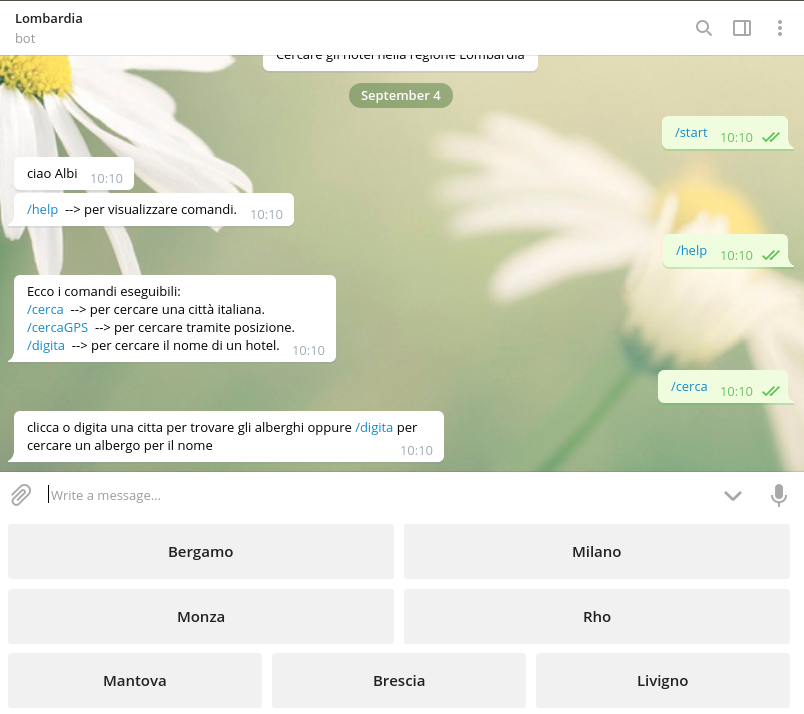 Lombardia
bot
Cercare gli hotel nella regione Lombardia
September 4
/start 10:10
ciao Albi 10:10
/help --> per visualizzare comandi. 10:10
/help 10:10
Ecco i comandi eseguibili:
/cerca --> per cercare una città italiana.
/cercaGPS --> per cercare tramite posizione.
/digita --> per cercare il nome di un hotel. 10:10
/cerca 10:10
clicca o digita una citta per trovare gli alberghi oppure /digita per
cercare un albergo per il nome 10:10
Write a message...
Bergamo Milano
Monza Rho
Mantova Brescia Livigno